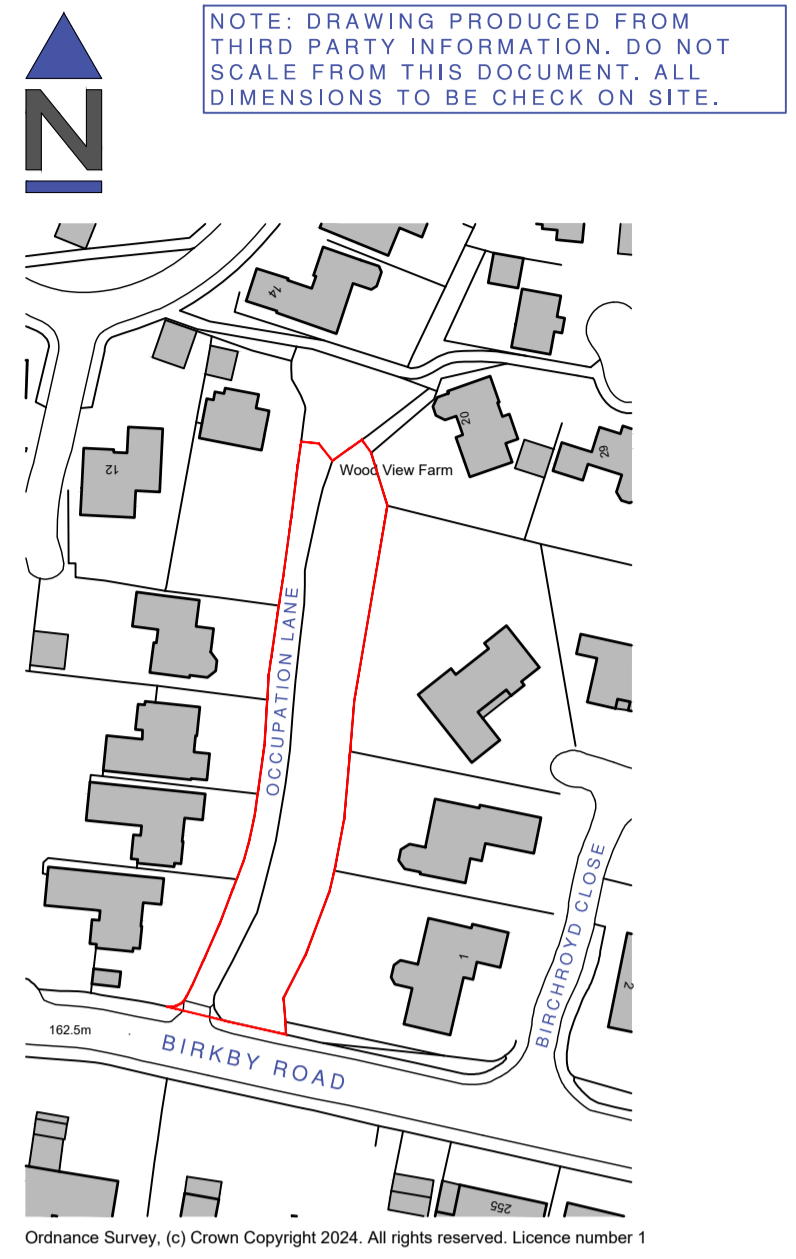 NOTE: DRAWING PRODUCED FROM
THIRD PARTY INFORMATION. DO NOT
SCALE FROM THIS DOCUMENT. ALL
DIMENSIONS TO BE CHECK ON SITE.
N
14
20
12
Wood View Farm
29
OCCUPATION LANE
BIRCHROYD CLOSE
1
2
162.5m
BIRKBY ROAD
255
Ordnance Survey, (c) Crown Copyright 2024. All rights reserved. Licence number 1